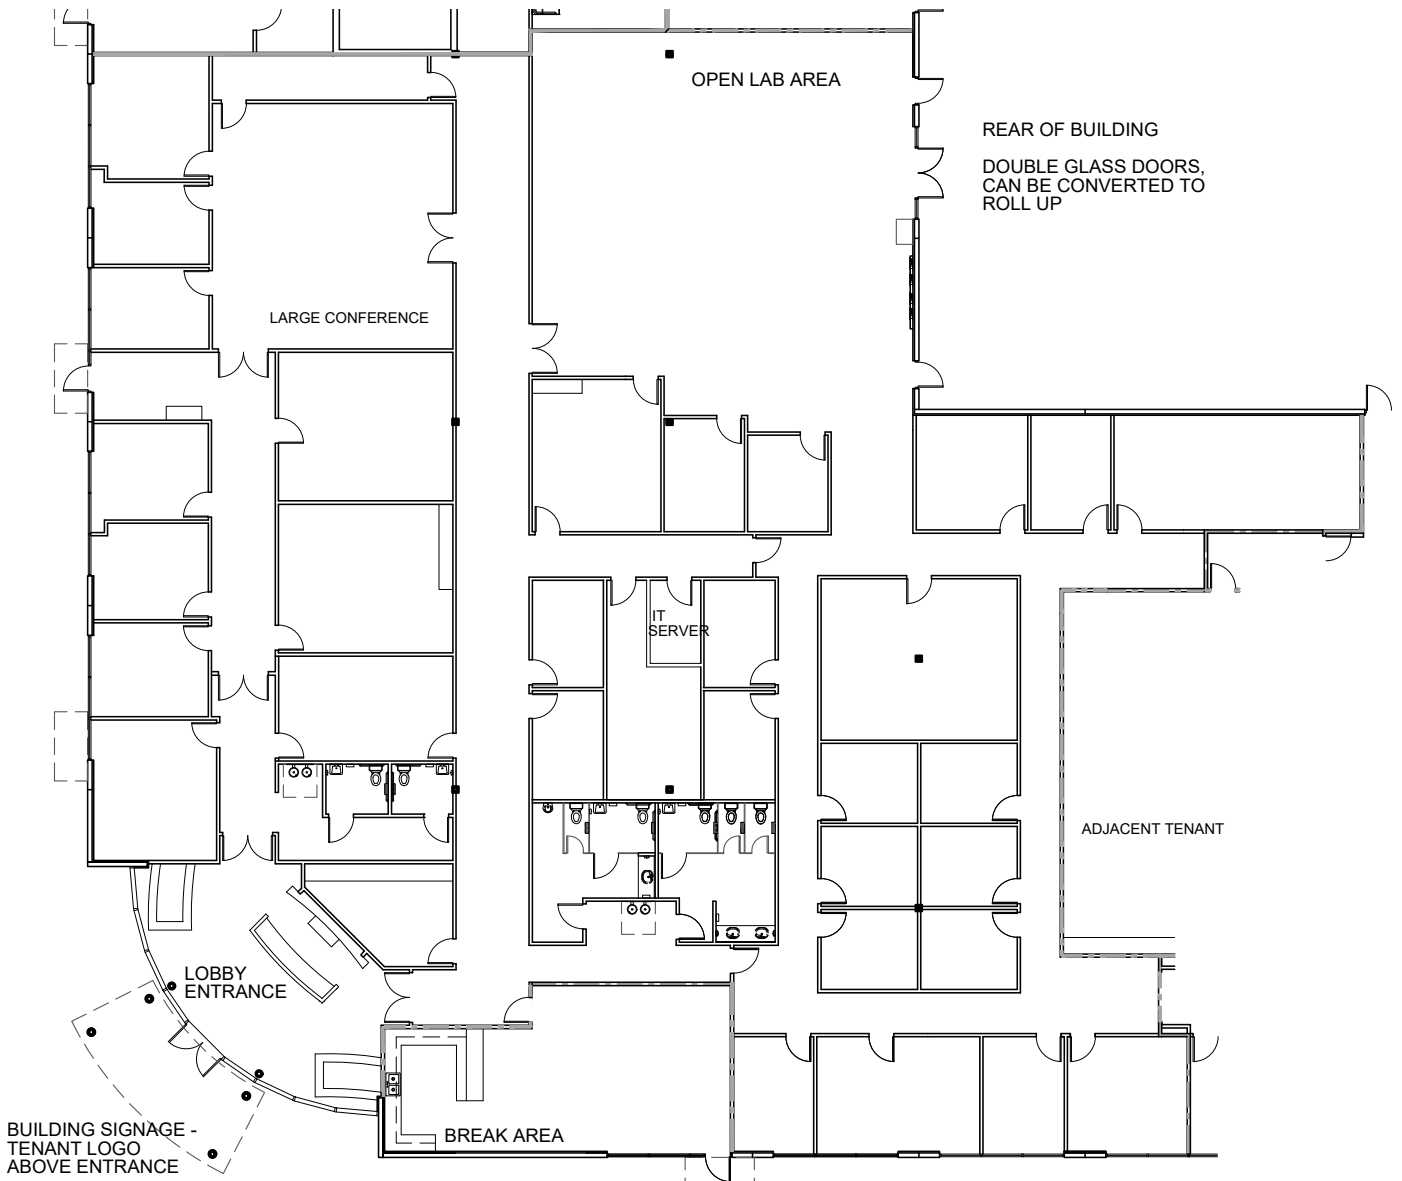 OPEN LAB AREA
REAR OF BUILDING
DOUBLE GLASS DOORS,
CAN BE CONVERTED TO
ROLL UP
LARGE CONFERENCE
IT
SERVER
ADJACENT TENANT
LOBBY
ENTRANCE
BUILDING SIGNAGE -
TENANT LOGO
ABOVE ENTRANCE
BREAK AREA